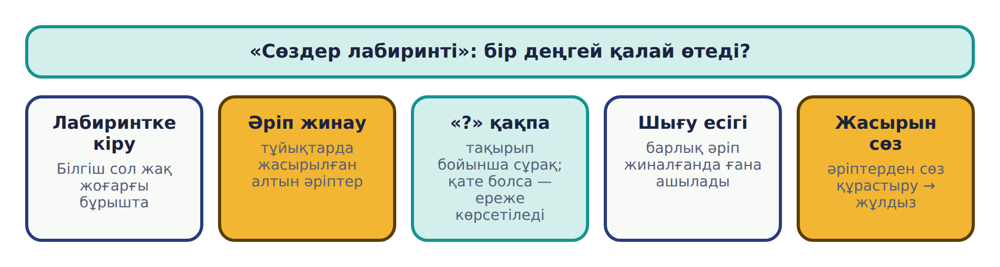 «Сөздер лабиринті»: бір деңгей қалай өтеді?
Лабиринтке
кіру
Білгіш сол жақ
жоғарғы
бұрышта
Әріп жинау
тұйықтарда
жасырылған
алтын әріптер
«?» қақпа
тақырып
бойынша сұрақ;
қате болса —
ереже
көрсетіледі
Шығу есігі
барлық әріп
жиналғанда ғана
ашылады
Жасырын
сөз
әріптерден сөз
құрастыру →
жұлдыз